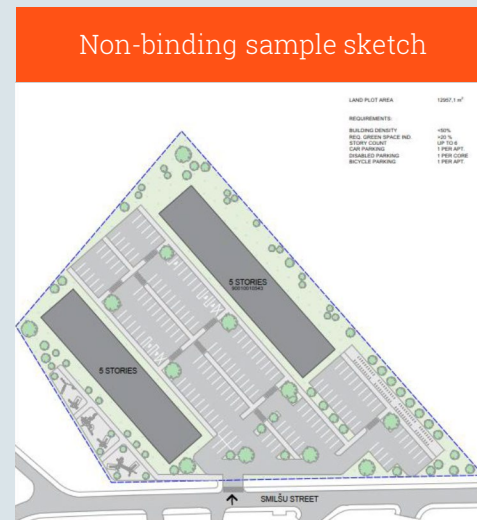 Non-binding sample sketch
LAND PLOT AREA 12957,1 m²
REQUIREMENTS:
BUILDING DENSITY <50%
REQ. GREEN SPACE IND. >20 %
STORY COUNT UP TO 6
CAR PARKING 1 PER APT.
DISABLED PARKING 1 PER CORE
BICYCLE PARKING 1 PER APT.
5 STORIES
5 STORIES
SMILŠU STREET